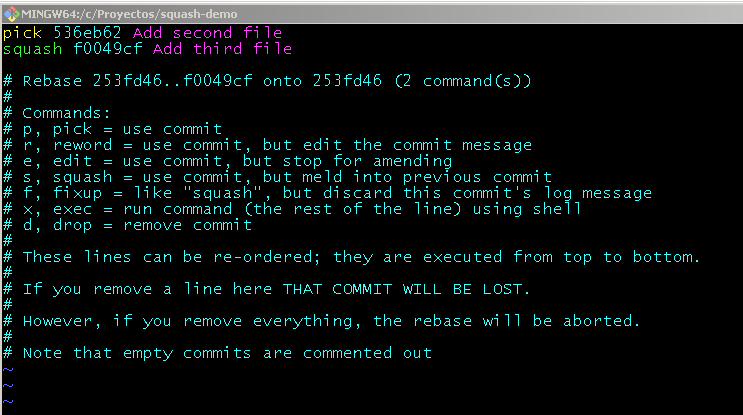 MINGW64:/c/Proyectos/squash-demo
pick 536eb62 Add second file
squash f0049cf Add third file

# Rebase 253fd46..f0049cf onto 253fd46 (2 command(s))
#
# Commands:
# p, pick = use commit
# r, reword = use commit, but edit the commit message
# e, edit = use commit, but stop for amending
# s, squash = use commit, but meld into previous commit
# f, fixup = like "squash", but discard this commit's log message
# x, exec = run command (the rest of the line) using shell
# d, drop = remove commit
#
# These lines can be re-ordered; they are executed from top to bottom.
#
# If you remove a line here THAT COMMIT WILL BE LOST.
#
# However, if you remove everything, the rebase will be aborted.
#
# Note that empty commits are commented out
~
~
~